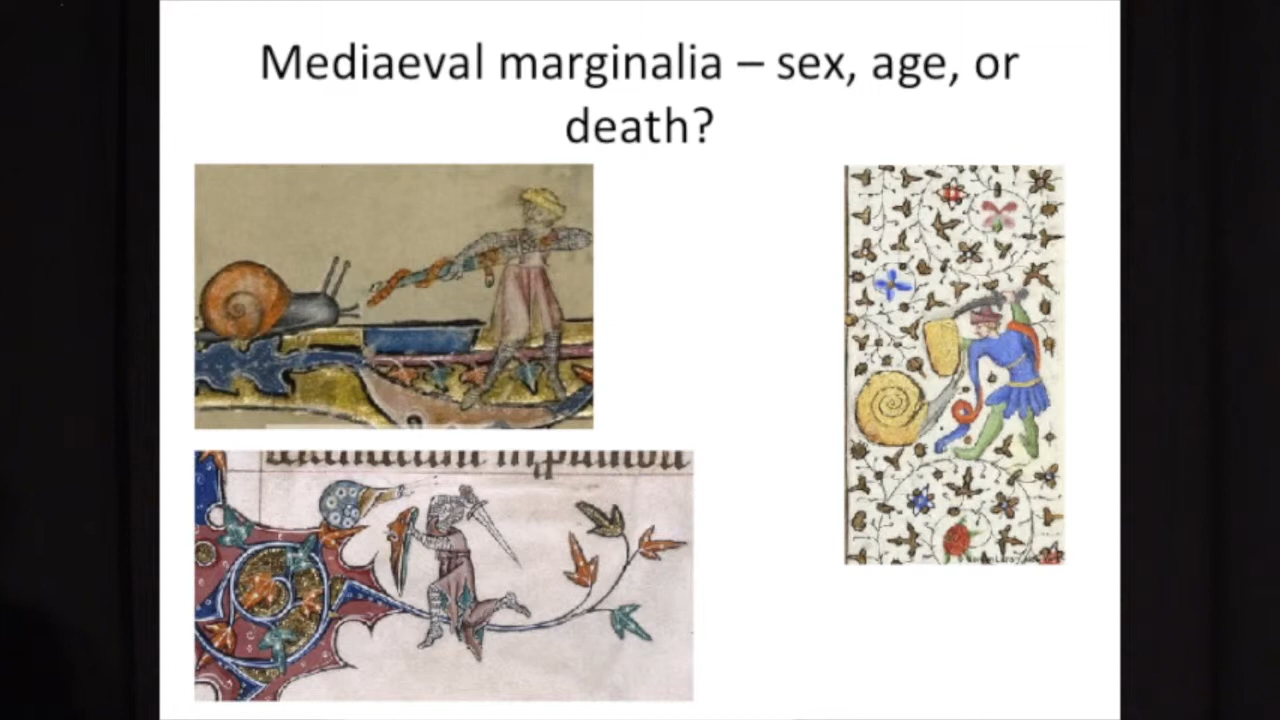 Mediaeval marginalia – sex, age, or
death?